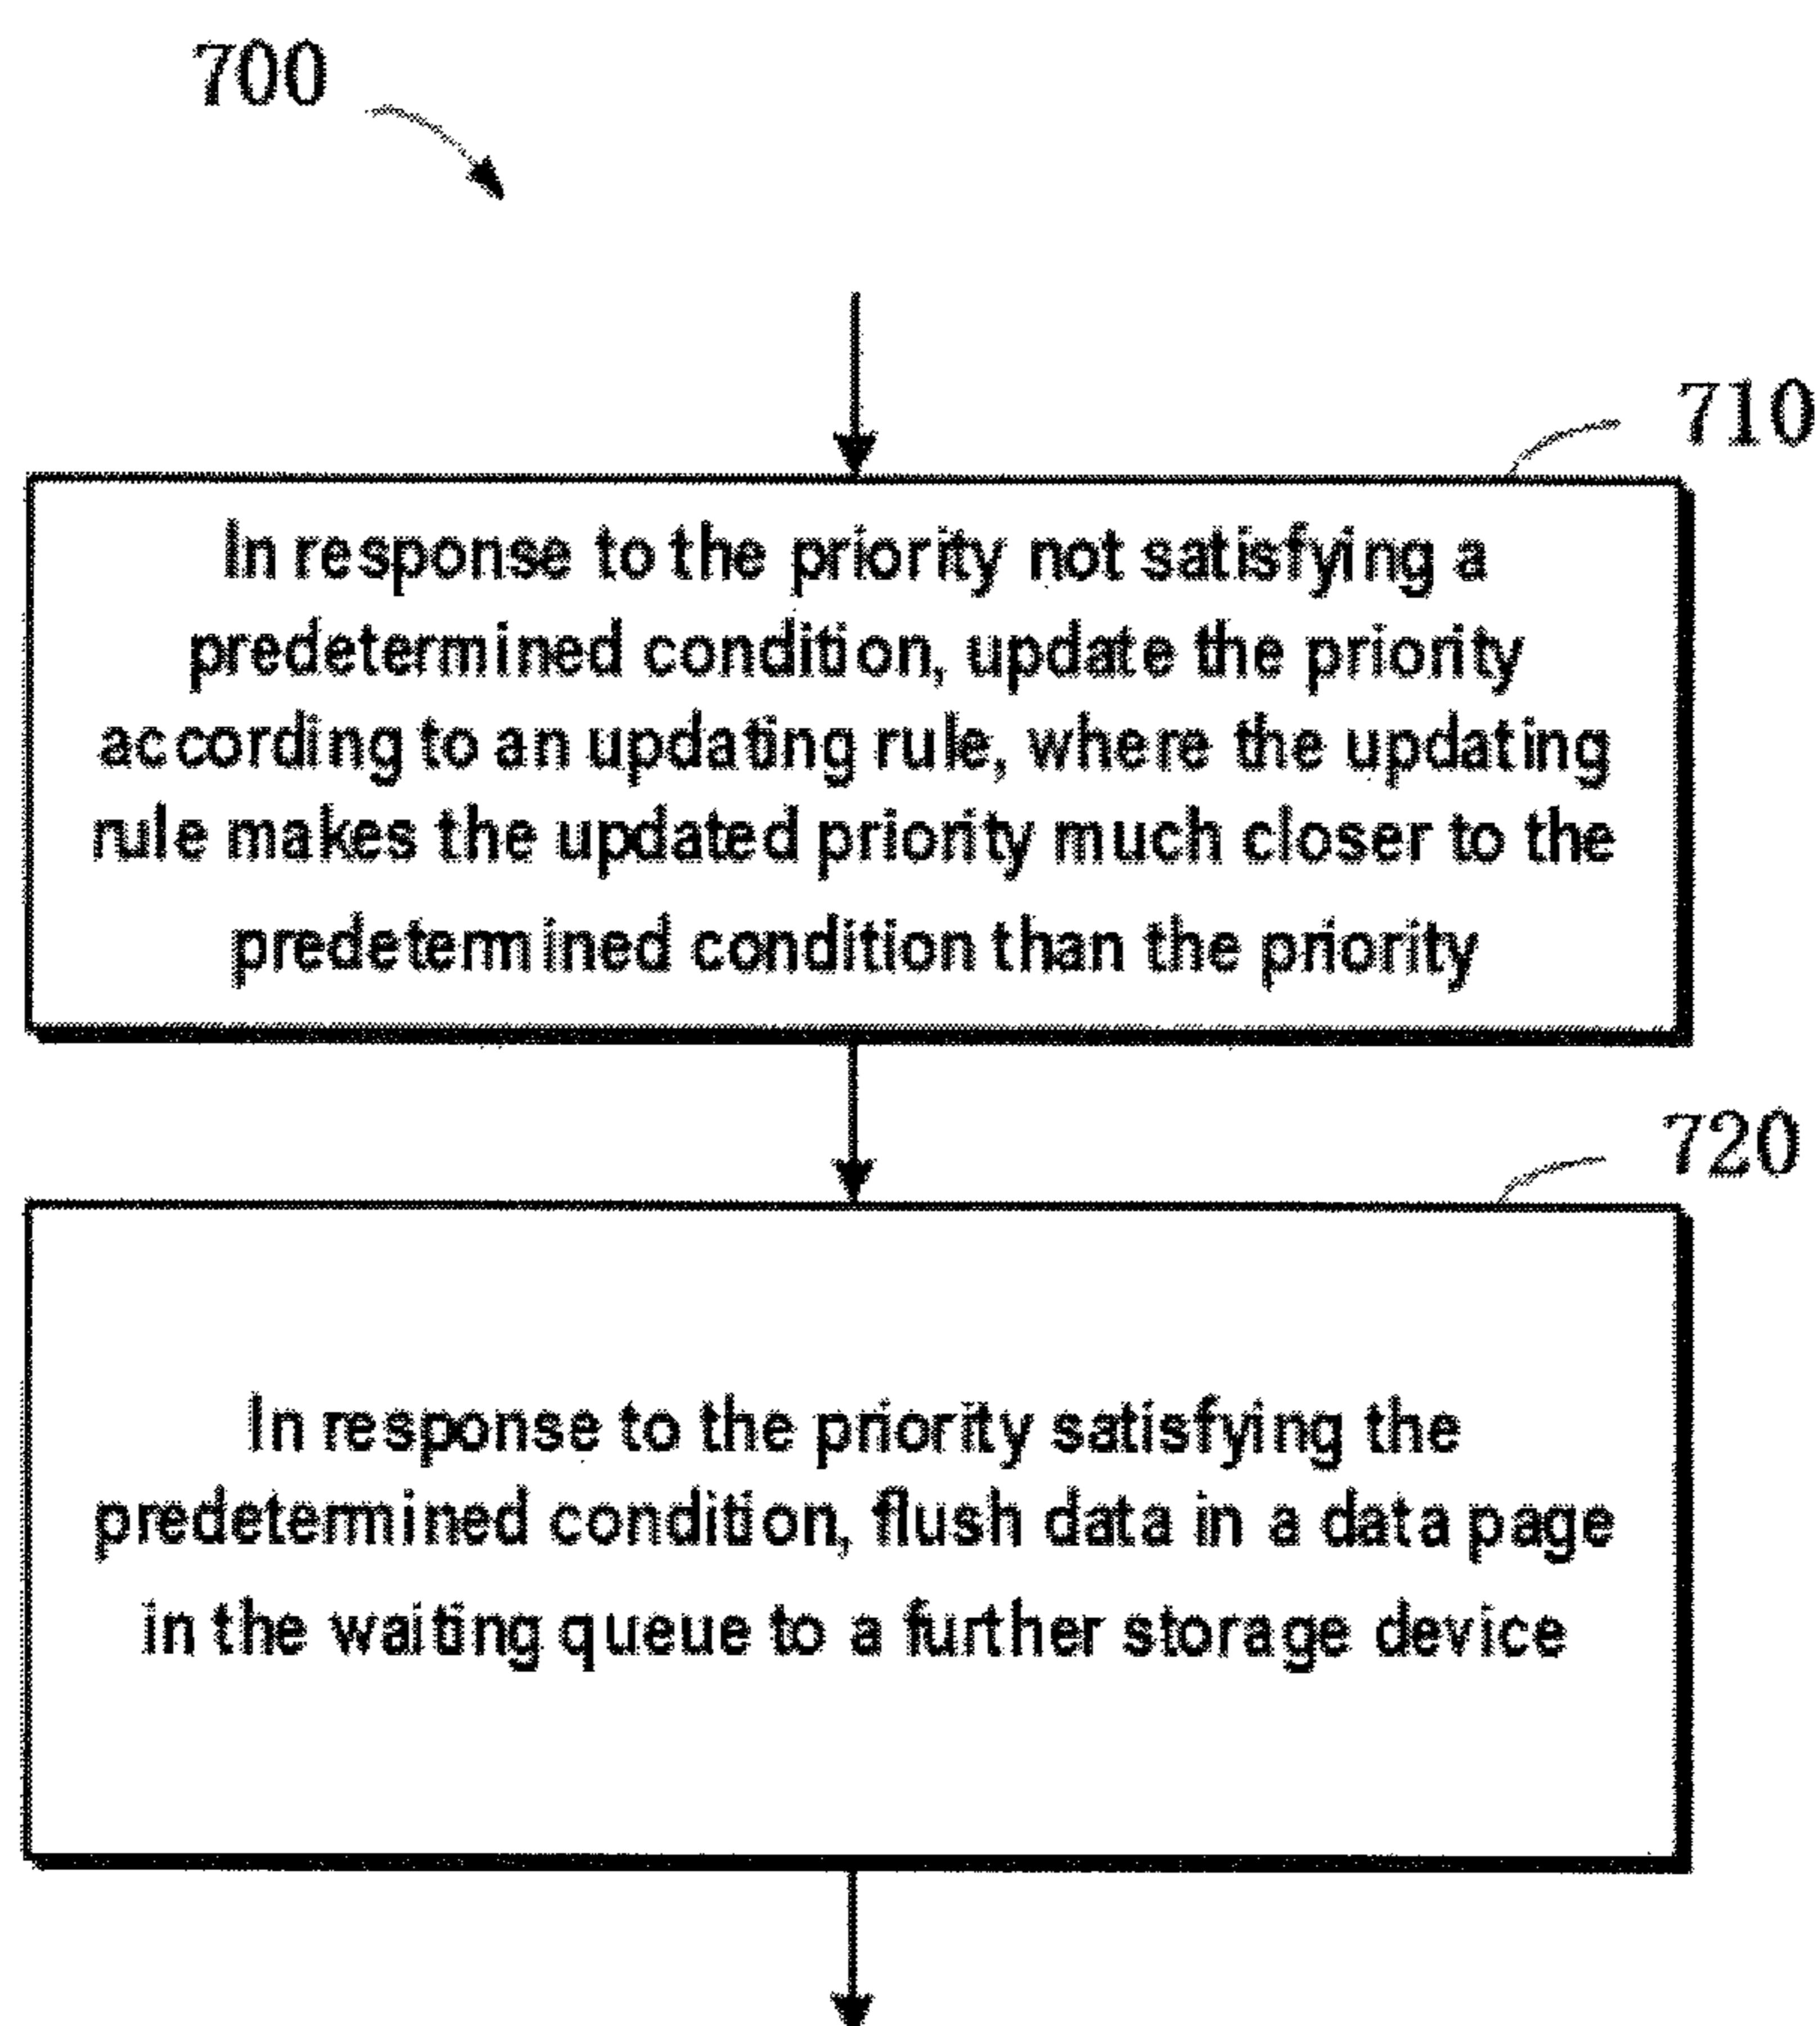 700
710
In response to the priority not satisfying a
predetermined condition, update the priority
according to an updating rule, where the updating
rule makes the updated priority much closer to the
predetermined condition than the priority
720
In response to the priority satisfying the
predetermined condition, flush data in a data page
in the waiting queue to a further storage device